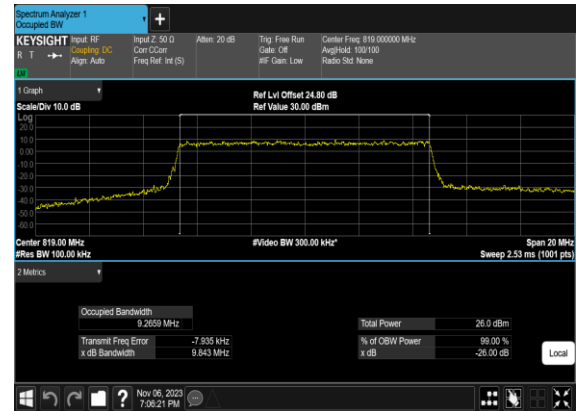 Spectrum Analyzer 1
Occupied BW
+
KEYSIGHT Input: RF Input Z: 50 Ω Atten: 20 dB Trig: Free Run Center Freq: 819.000000 MHz
R T Coupling: DC Corr CCorr Gate: Off Avg|Hold: 100/100
Align: Auto Freq Ref: Int (S) #IF Gain: Low Radio Std: None
1 Graph
Ref Lvl Offset 24.80 dB
Scale/Div 10.0 dB Ref Value 30.00 dBm
Log
20.0
10.0
0.00
-10.0
-20.0
-30.0
-40.0
-50.0
-60.0
Center 819.00 MHz #Video BW 300.00 kHz* Span 20 MHz
#Res BW 100.00 kHz Sweep 2.53 ms (1001 pts)
2 Metrics
Occupied Bandwidth
9.2659 MHz Total Power 26.0 dBm
Transmit Freq Error -7.935 kHz % of OBW Power 99.00 %
x dB Bandwidth 9.843 MHz x dB -26.00 dB
Local
? Nov 06, 2023
7:06:21 PM